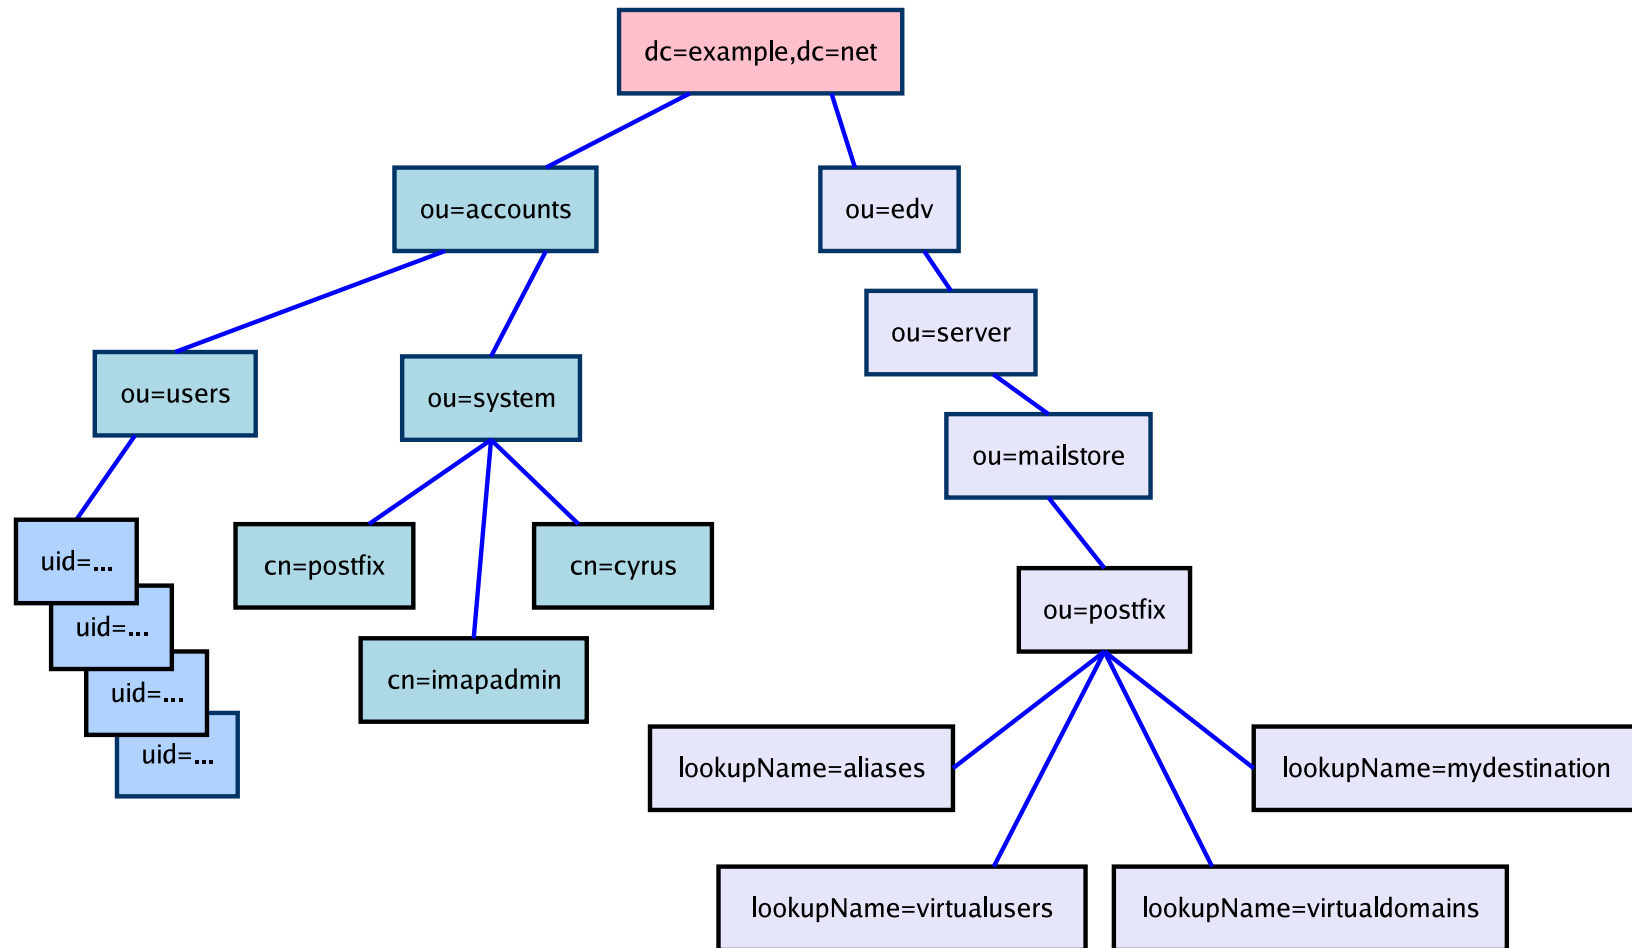 dc=example,dc=net
ou=accounts
ou=edv
ou=server
ou=users
ou=system
ou=mailstore
uid=...
cn=postfix
cn=cyrus
ou=postfix
uid=...
cn=imapadmin
uid=...
uid=...
lookupName=aliases
lookupName=mydestination
lookupName=virtualusers
lookupName=virtualdomains